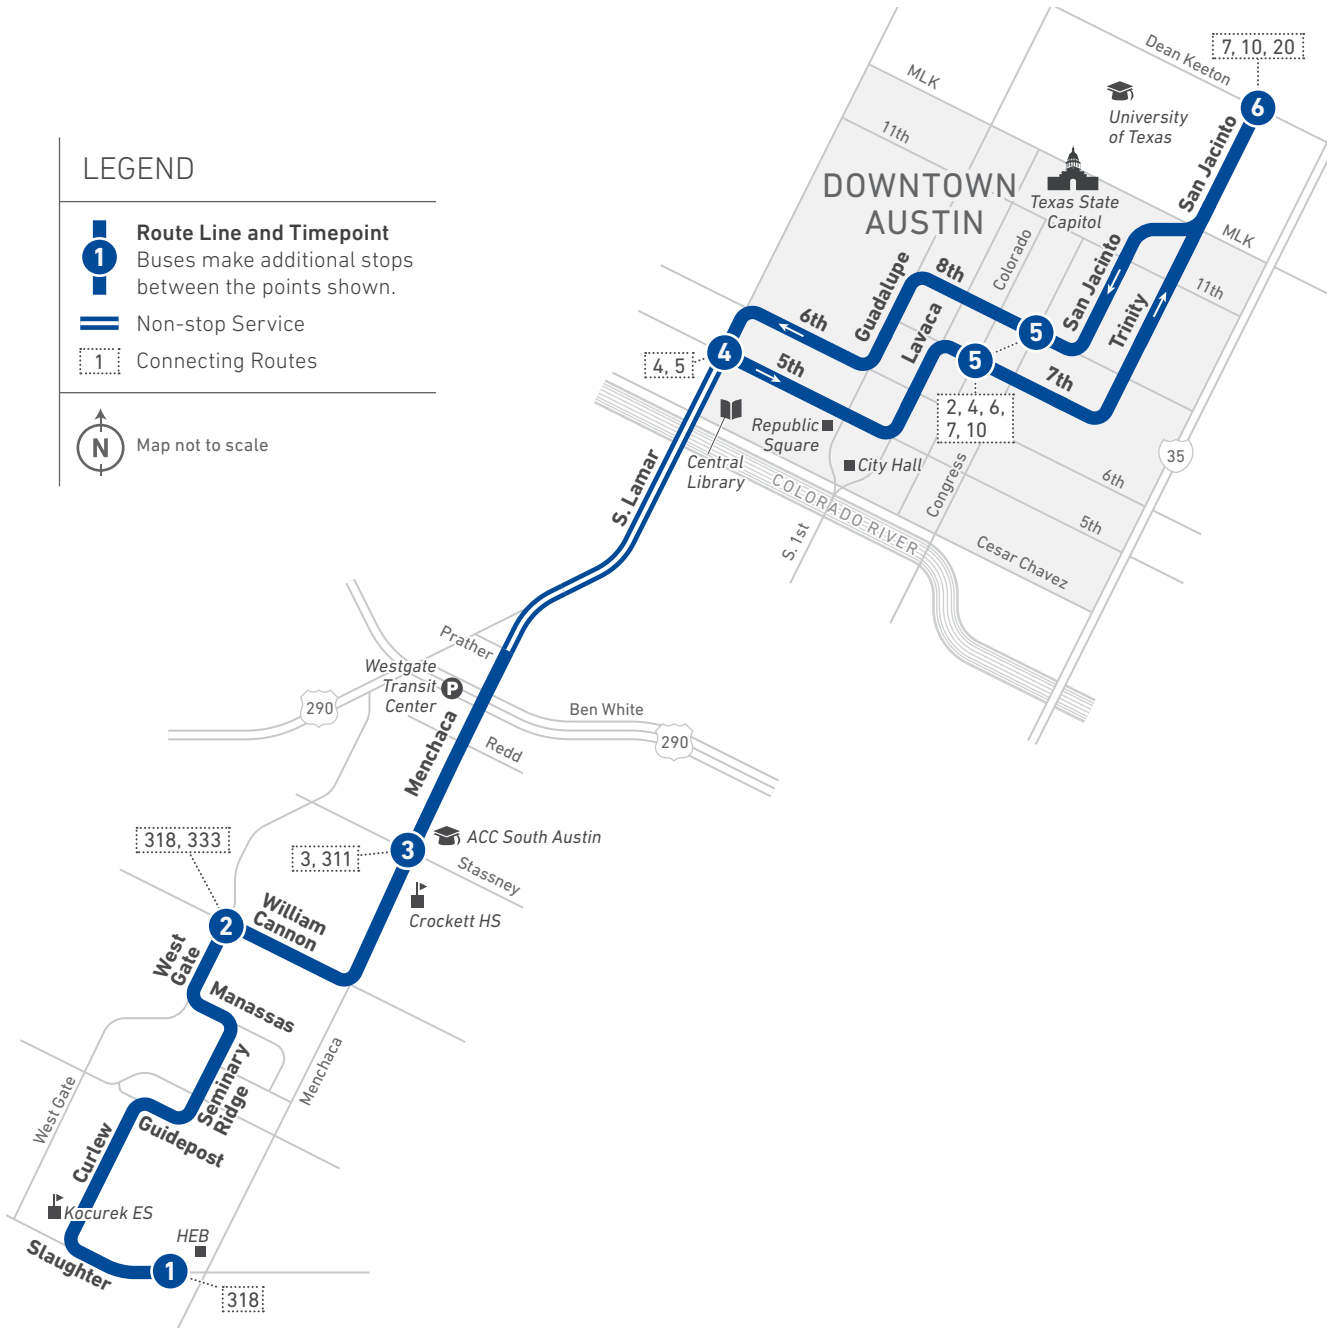 LEGEND
1
Route Line and Timepoint
Buses make additional stops
between the points shown.
Non-stop Service
1
Connecting Routes
N
Map not to scale
Dean Keeton
7, 10, 20
6
MLK
University
of Texas
San Jacinto
11th
DOWNTOWN
AUSTIN
Texas State
Capitol
MLK
11th
Colorado
San Jacinto
Trinity
8th
Guadalupe
Lavaca
6th
5
5
7th
4
4, 5
5th
2, 4, 6,
7, 10
Republic
Square
City Hall
Central
Library
Congress
35
6th
5th
Cesar Chavez
COLORADO RIVER
S. 1st
S. Lamar
Prather
Westgate
Transit
Center
P
290
Ben White
290
Redd
Menchaca
318, 333
3, 311
3
ACC South Austin
Stassney
Crockett HS
2
William
Cannon
West
Gate
Manassas
Seminary
Ridge
Menchaca
West Gate
Guidepost
Curlew
Kocurek ES
HEB
Slaughter
1
318